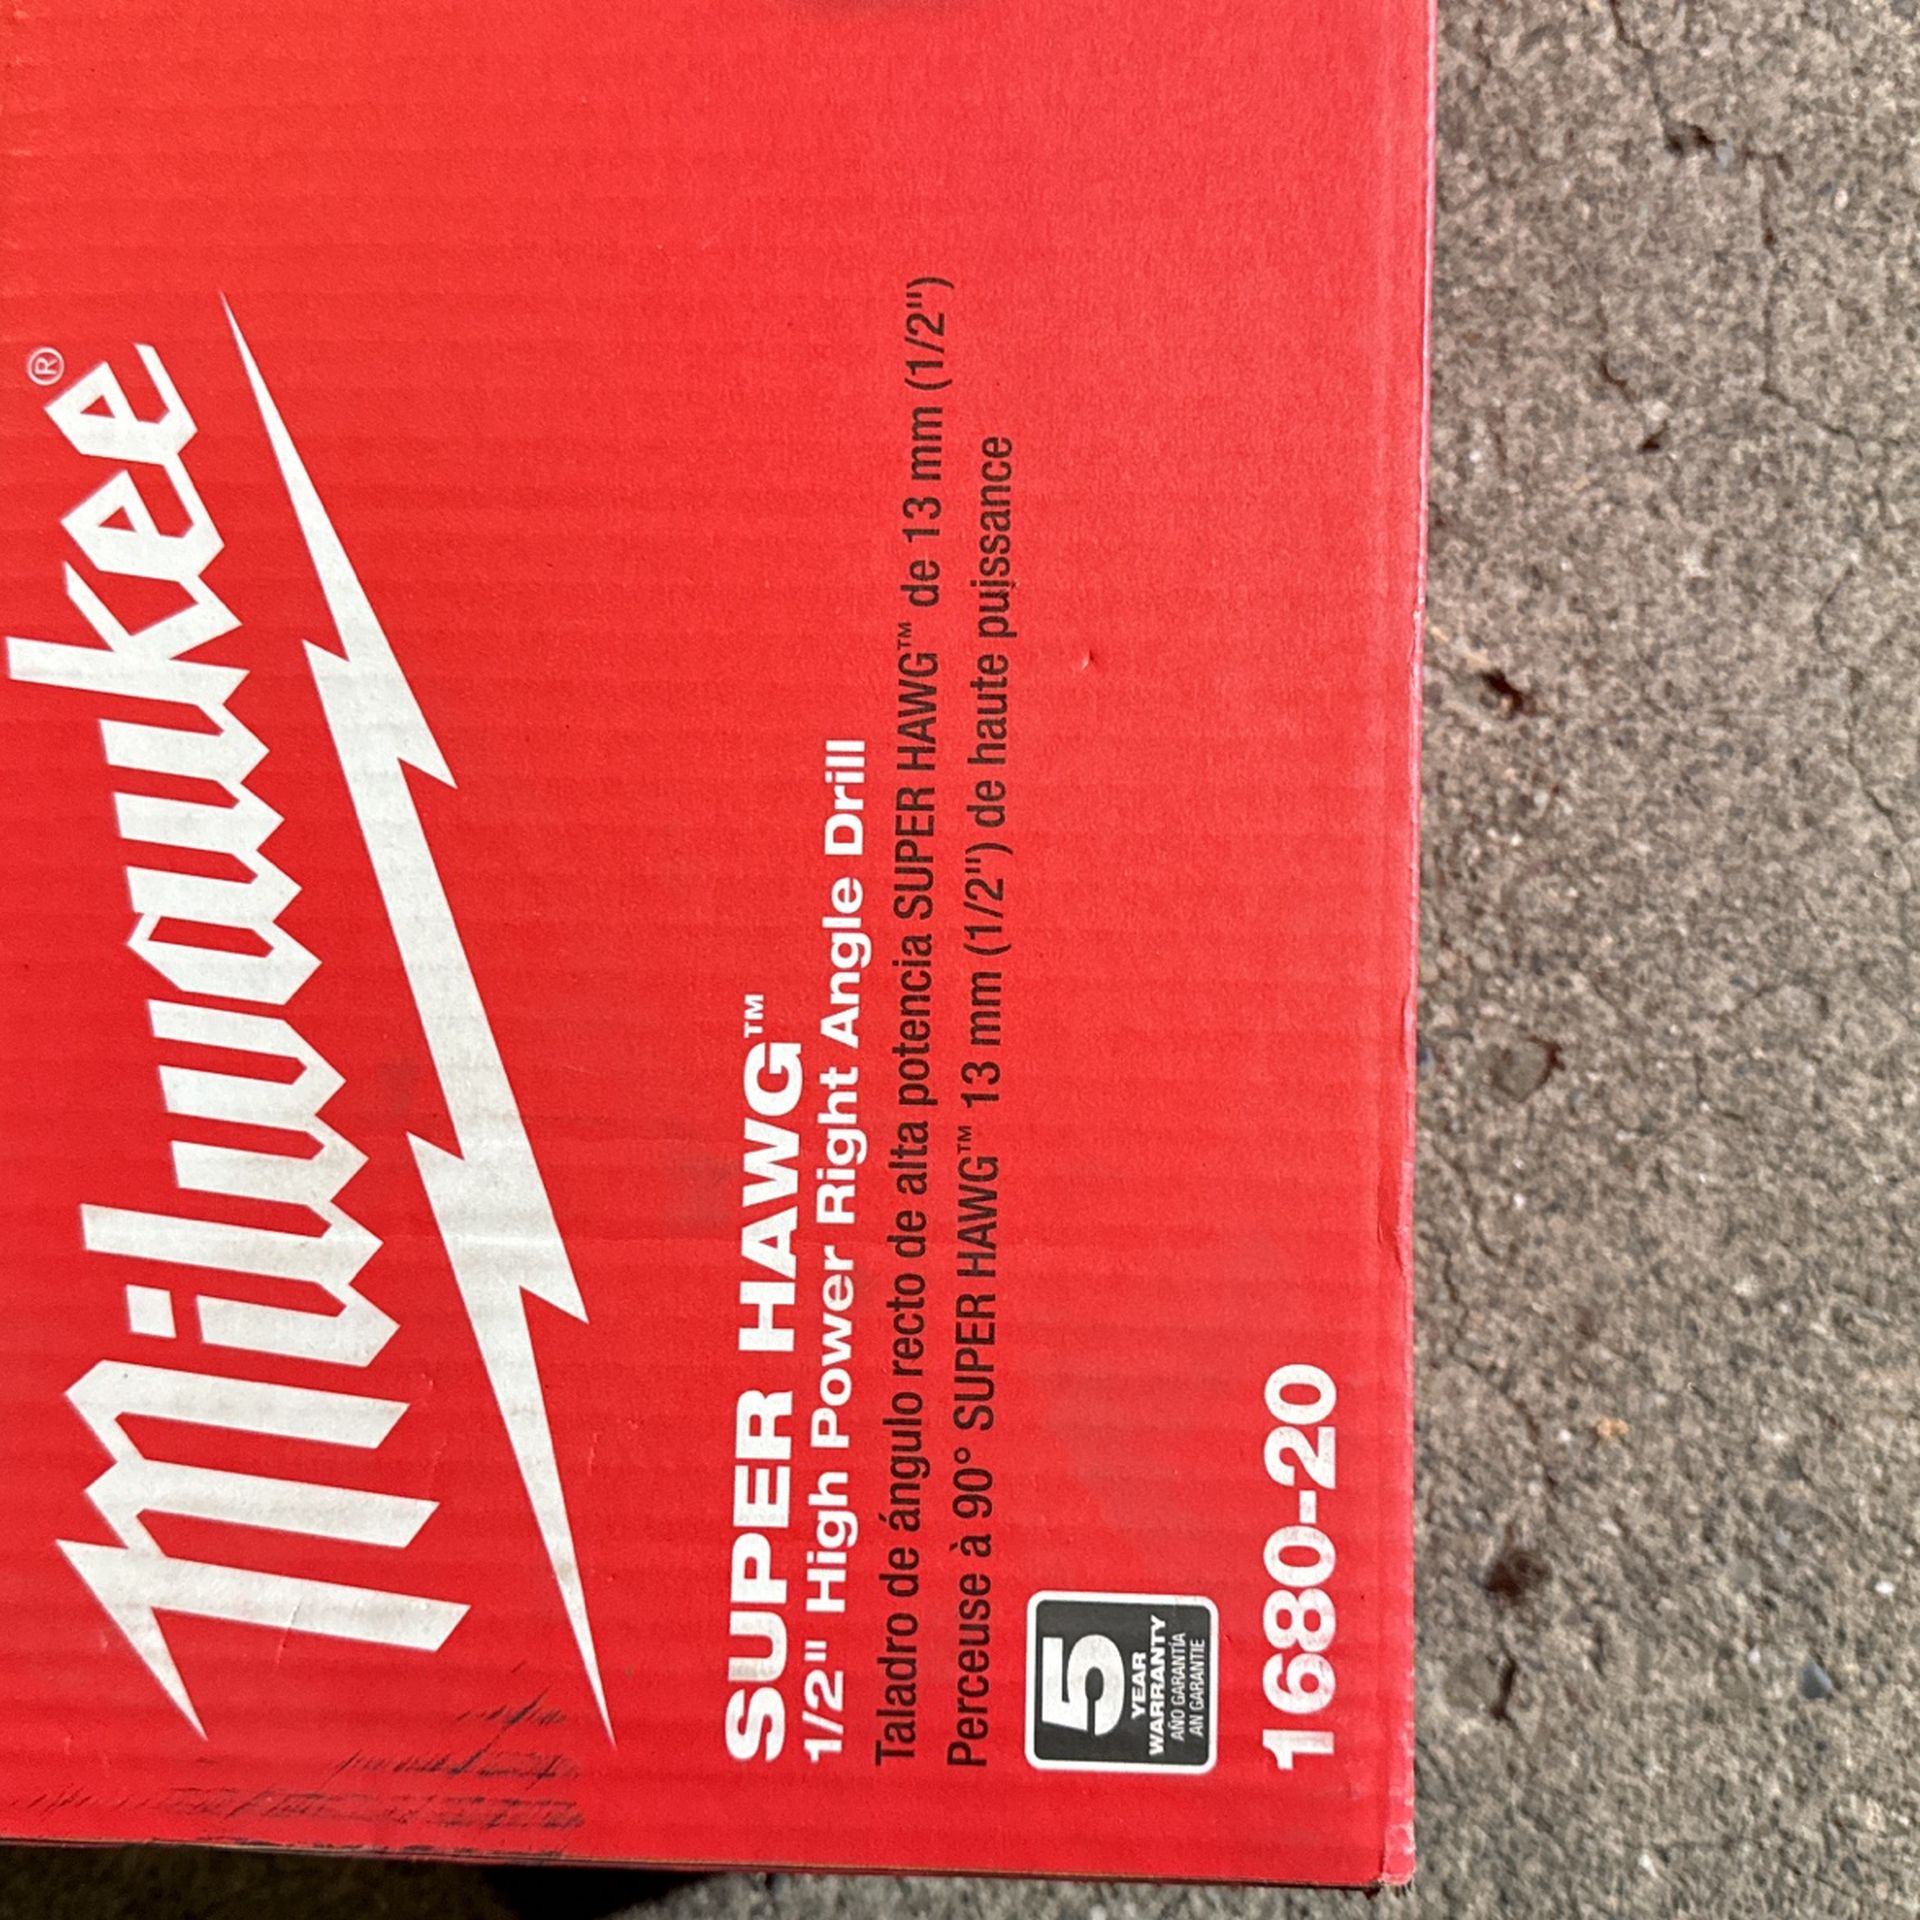 Milwaukee®
SUPER HAWG™
1/2" High Power Right Angle Drill
Taladro de ángulo recto de alta potencia SUPER HAWG™ de 13 mm (1/2")
Perceuse à 90° SUPER HAWG™ 13 mm (1/2") de haute puissance
5
YEAR
WARRANTY
AÑO GARANTÍA
AN GARANTIE
1680-20